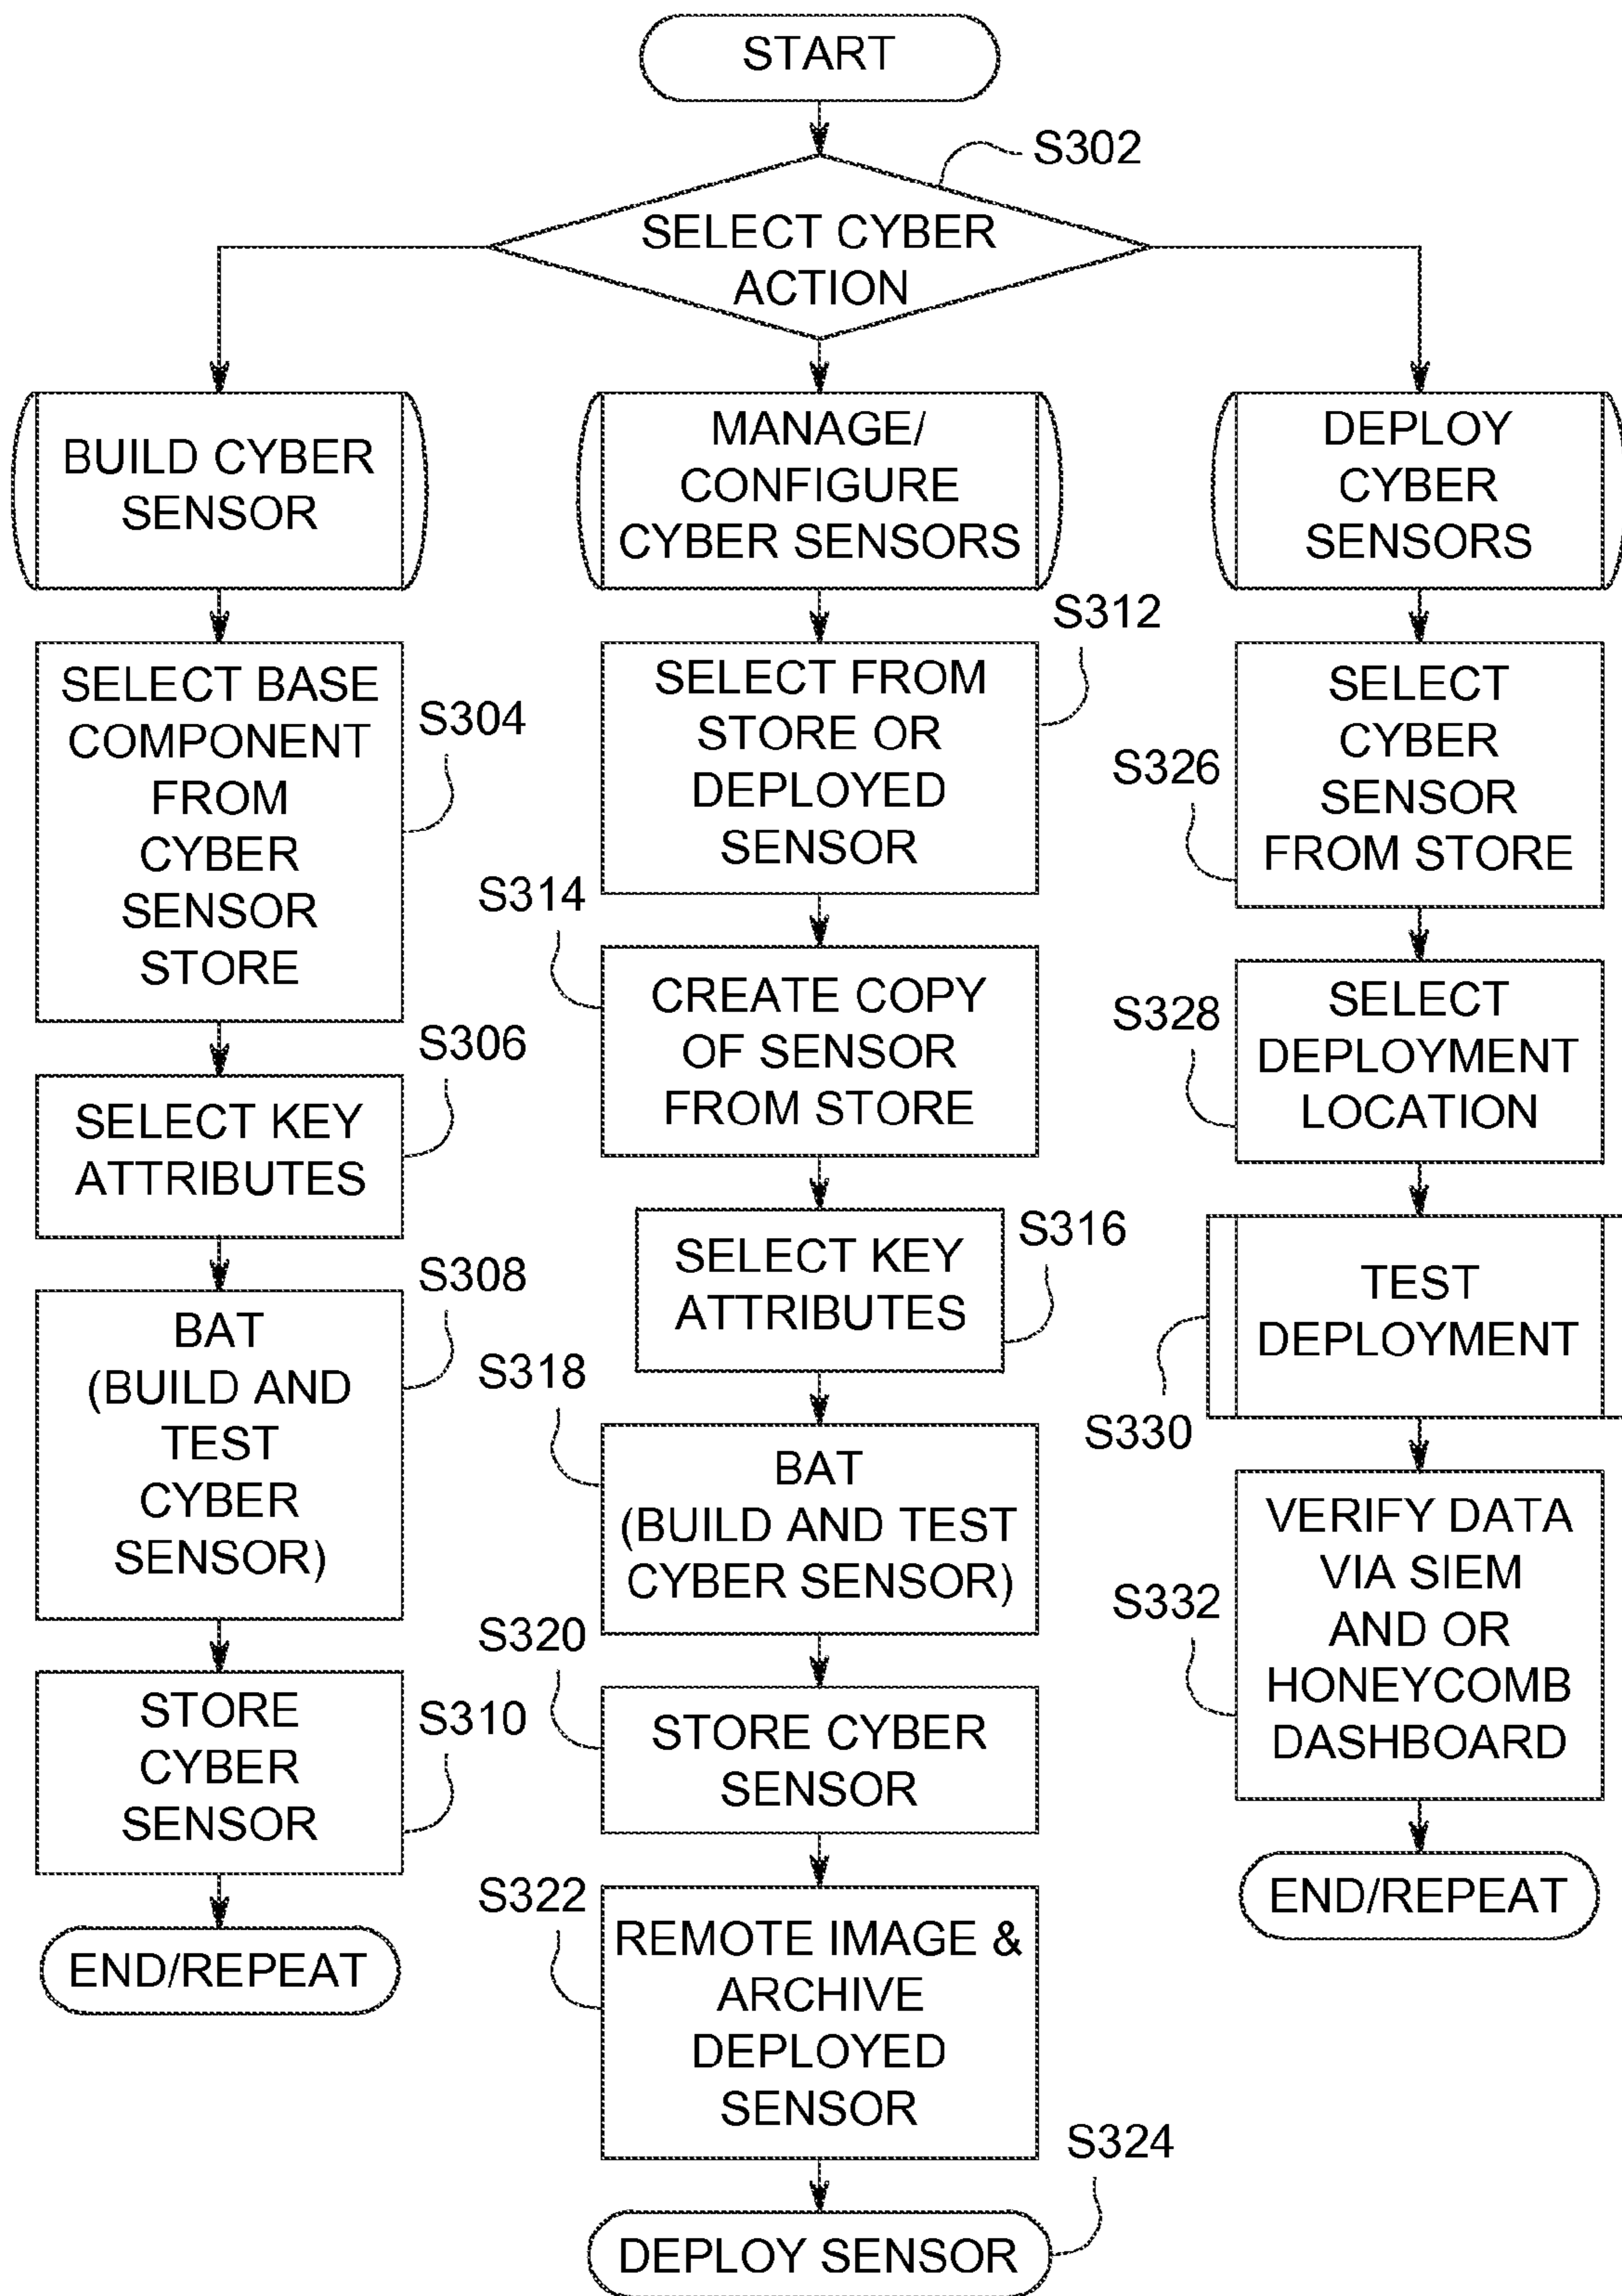 START
S302
SELECT CYBER
ACTION
BUILD CYBER
SENSOR
SELECT BASE
COMPONENT
FROM
CYBER
SENSOR
STORE
S304
SELECT KEY
ATTRIBUTES
S306
BAT
(BUILD AND
TEST
CYBER
SENSOR)
S308
STORE
CYBER
SENSOR
S310
END/REPEAT
MANAGE/
CONFIGURE
CYBER SENSORS
S312
SELECT FROM
STORE OR
DEPLOYED
SENSOR
S314
CREATE COPY
OF SENSOR
FROM STORE
S316
SELECT KEY
ATTRIBUTES
S318
BAT
(BUILD AND TEST
CYBER SENSOR)
S320
STORE CYBER
SENSOR
S322
REMOTE IMAGE &
ARCHIVE
DEPLOYED
SENSOR
S324
DEPLOY SENSOR
DEPLOY
CYBER
SENSORS
SELECT
CYBER
SENSOR
FROM STORE
S326
SELECT
DEPLOYMENT
LOCATION
S328
TEST
DEPLOYMENT
S330
VERIFY DATA
VIA SIEM
AND OR
HONEYCOMB
DASHBOARD
S332
END/REPEAT